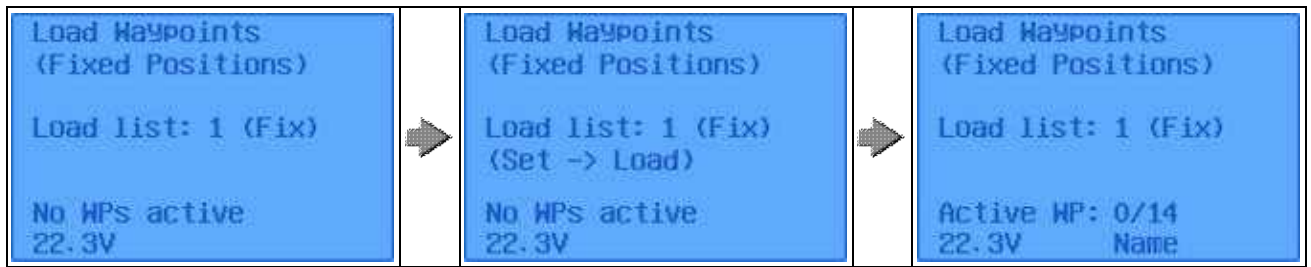 Load Waypoints
(Fixed Positions)
Load list: 1 (Fix)
No WPs active
22.3V
Load Waypoints
(Fixed Positions)
Load list: 1 (Fix)
(Set -> Load)
No WPs active
22.3V
Load Waypoints
(Fixed Positions)
Load list: 1 (Fix)
Active WP: 0/14
22.3V Name